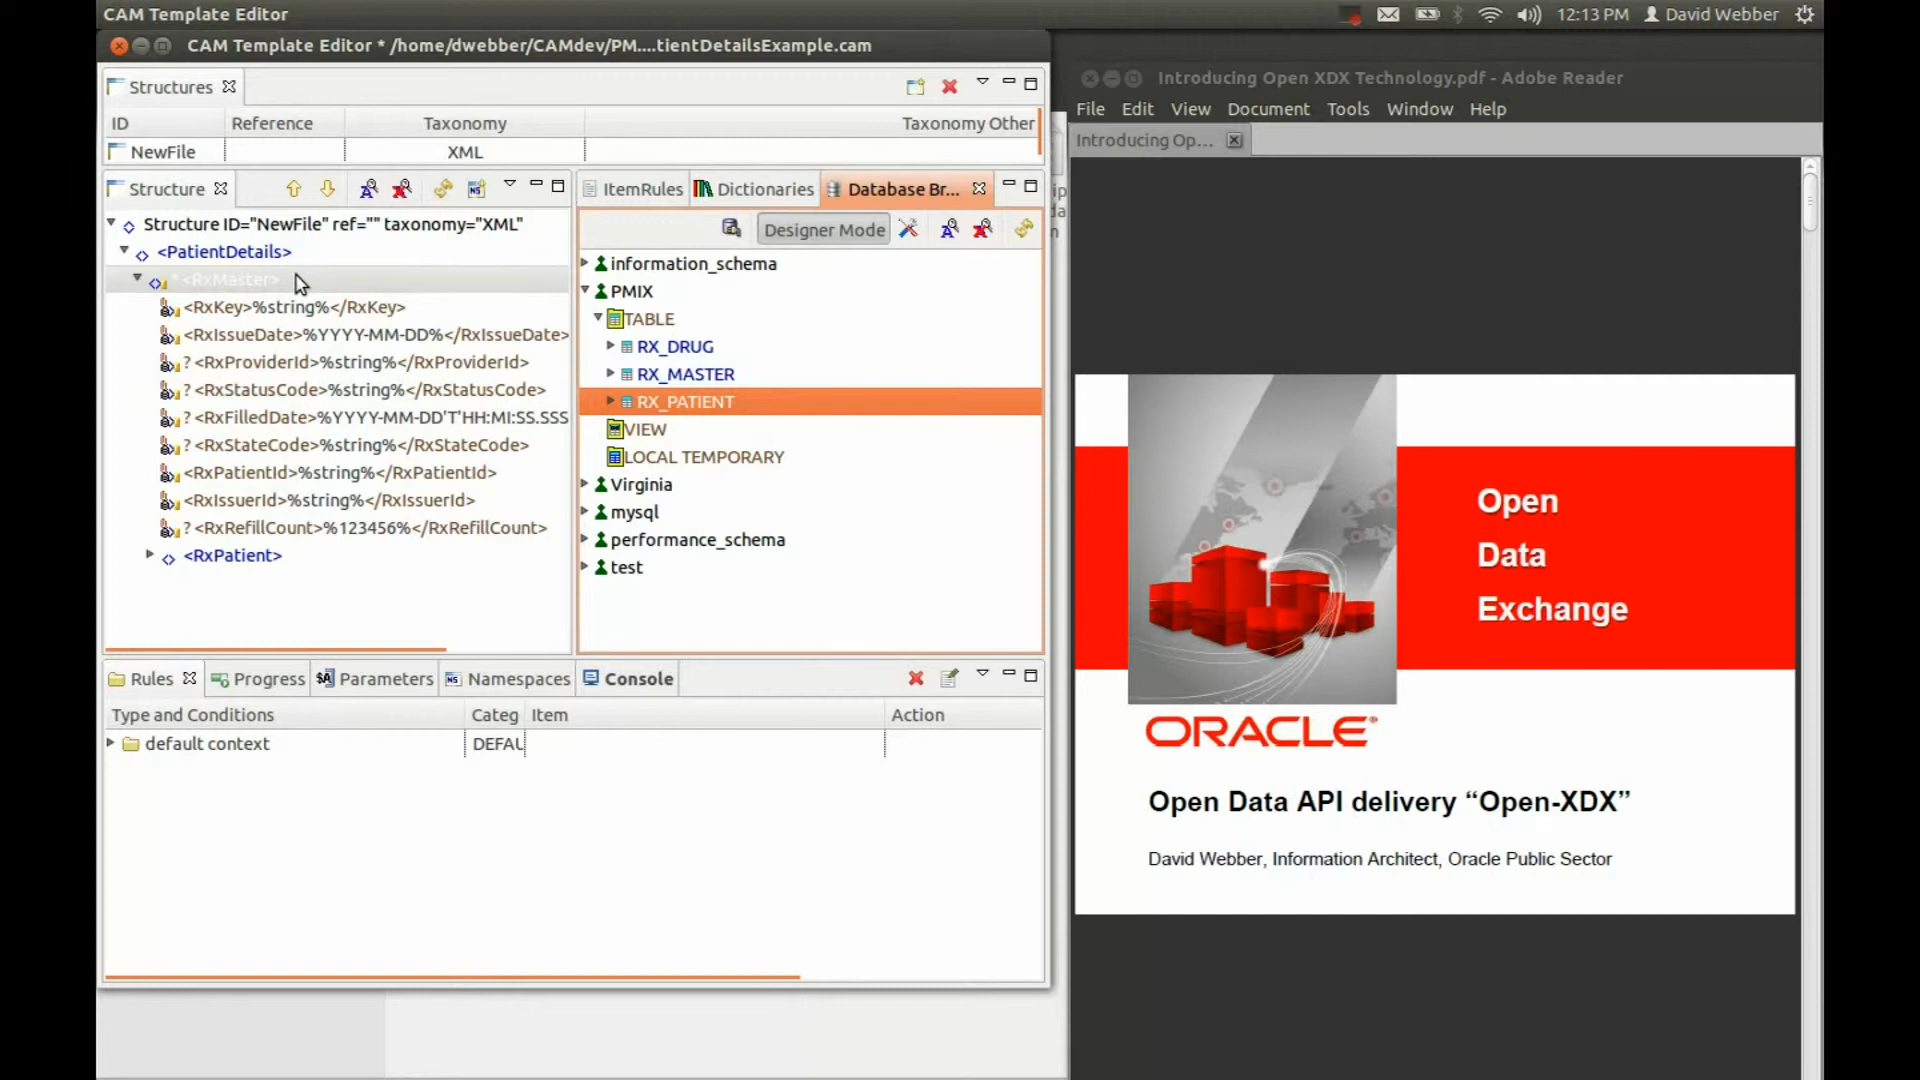 CAM Template Editor
12:13 PM
David Webber
CAM Template Editor * /home/dwebber/CAMdev/PM....tientDetailsExample.cam
Structures
ID
Reference
Taxonomy
Taxonomy Other
NewFile
XML
Structure
Structure ID="NewFile" ref="" taxonomy="XML"
<PatientDetails>
* <RxMaster>
<RxKey>%string%</RxKey>
<RxIssueDate>%YYYY-MM-DD%</RxIssueDate>
? <RxProviderId>%string%</RxProviderId>
? <RxStatusCode>%string%</RxStatusCode>
? <RxFilledDate>%YYYY-MM-DD'T'HH:MI:SS.SSS
? <RxStateCode>%string%</RxStateCode>
<RxPatientId>%string%</RxPatientId>
<RxIssuerId>%string%</RxIssuerId>
? <RxRefillCount>%123456%</RxRefillCount>
<RxPatient>
ItemRules
Dictionaries
Database Br...
Designer Mode
information_schema
PMIX
TABLE
RX_DRUG
RX_MASTER
RX_PATIENT
VIEW
LOCAL TEMPORARY
Virginia
mysql
performance_schema
test
Rules
Progress
Parameters
Namespaces
Console
Type and Conditions
Categ
Item
Action
default context
DEFAU
Introducing Open XDX Technology.pdf - Adobe Reader
File Edit View Document Tools Window Help
Introducing Op...
Open
Data
Exchange
ORACLE®
Open Data API delivery “Open-XDX”
David Webber, Information Architect, Oracle Public Sector